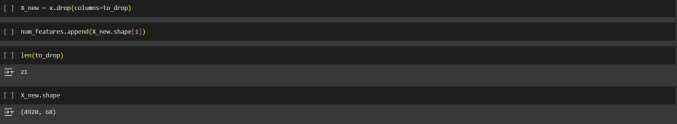 [ ] X_new = x.drop(columns=to_drop)
[ ] num_features.append(X_new.shape[1])
[ ] len(to_drop)
21
[ ] X_new.shape
(4920, 68)